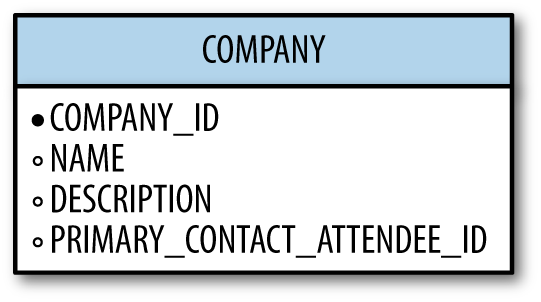 COMPANY
COMPANY_ID
NAME
DESCRIPTION
PRIMARY_CONTACT_ATTENDEE_ID